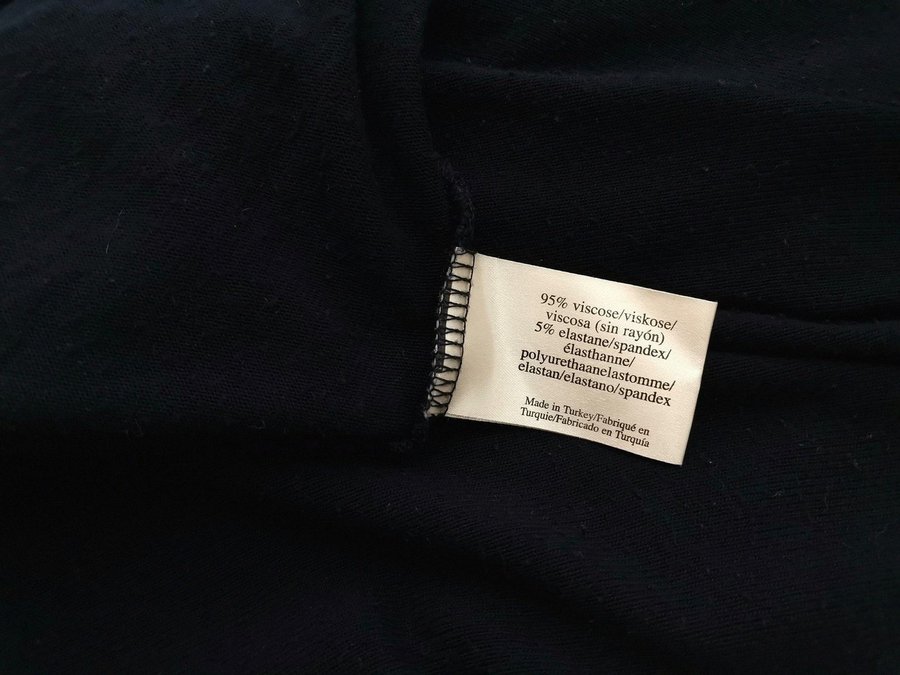 95% viscose/viskose/
viscosa (sin rayón)
5% elastane/spandex/
élasthanne/
polyurethaanelastomme/
elastan/elastano/spandex
Made in Turkey/Fabriqué en
Turquie/Fabricado en Turquía